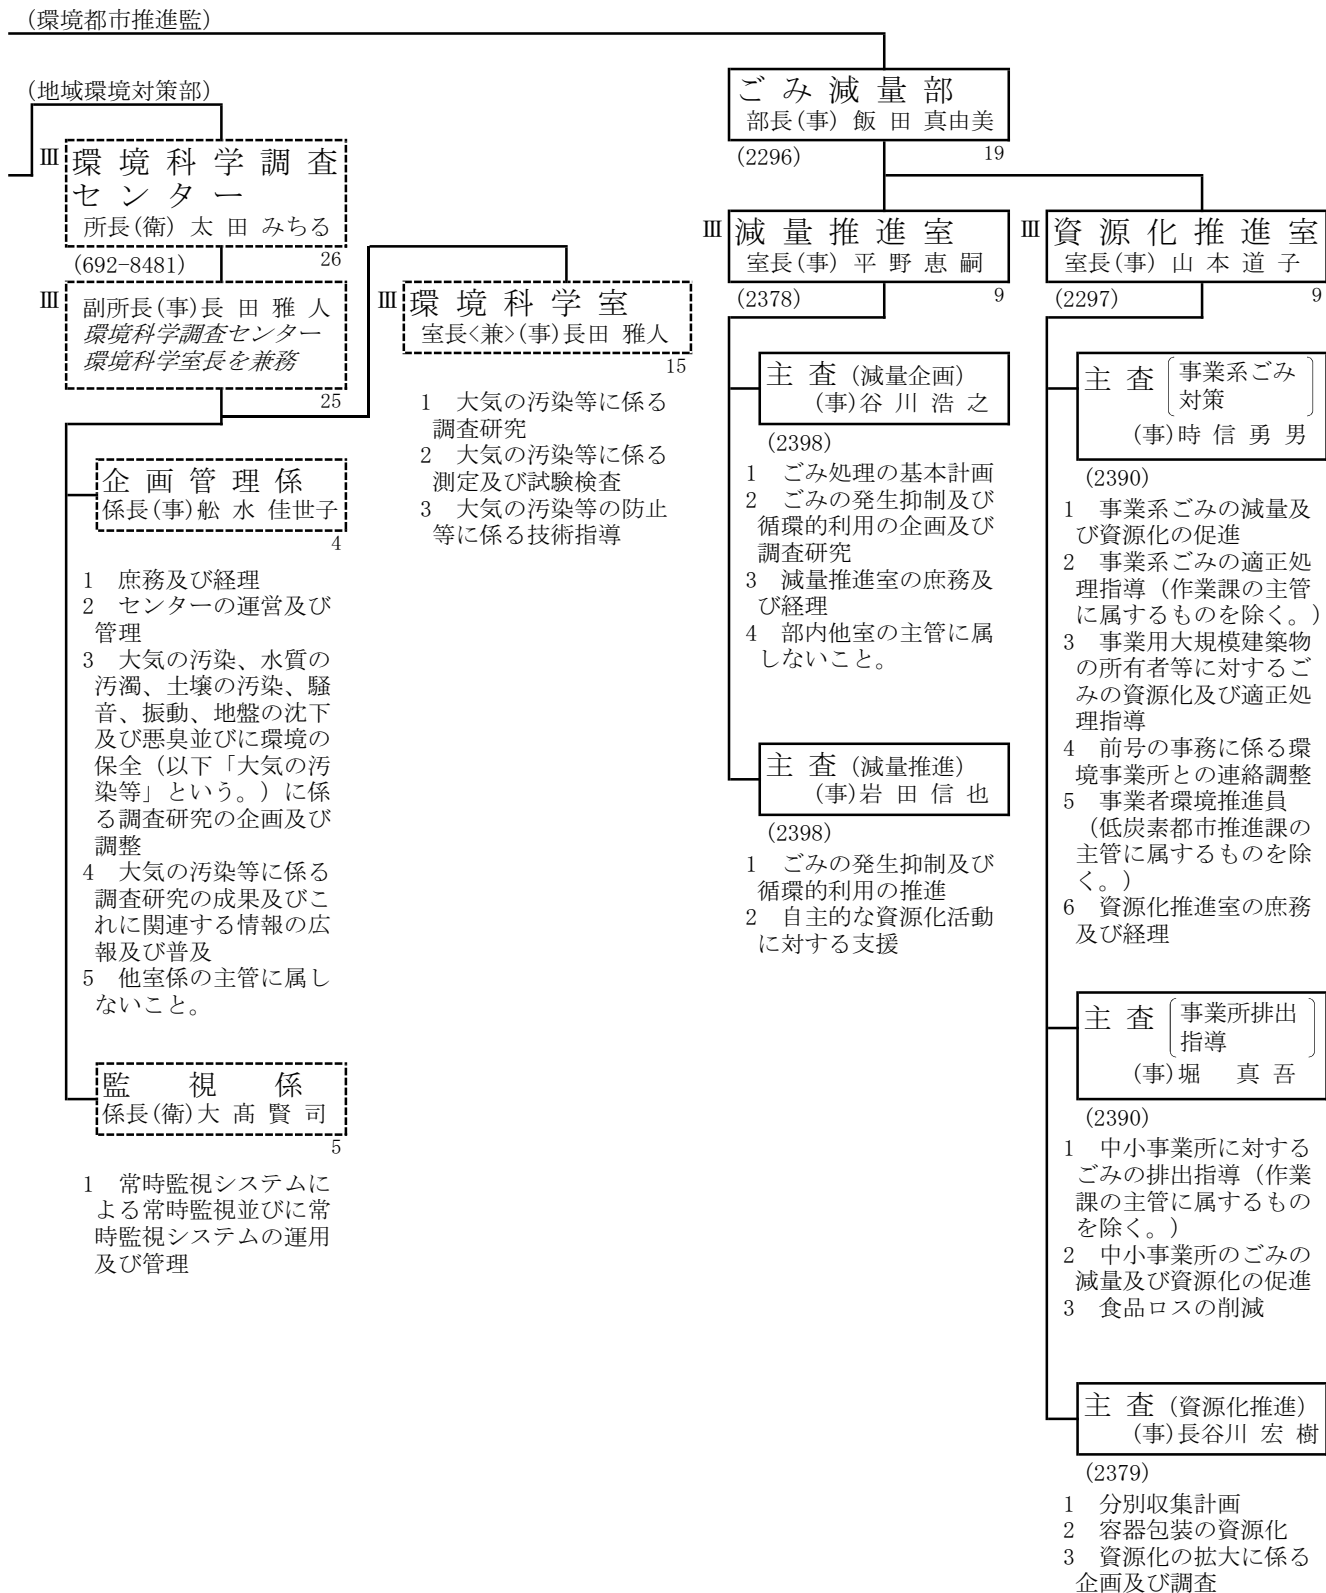 (環境都市推進監)
(地域環境対策部)
Ⅲ 環境科学調査
センター
所長(衛) 太田 みちる
(692-8481) 26
Ⅲ 副所長(事)長田雅人
環境科学調査センター
環境科学室長を兼務
25
企画管理係
係長(事)舩水 佳世子
4
1 庶務及び経理
2 センターの運営及び
管理
3 大気の汚染、水質の
汚濁、土壌の汚染、騒
音、振動、地盤の沈下
及び悪臭並びに環境の
保全（以下「大気の汚
染等」という。）に係
る調査研究の企画及び
調整
4 大気の汚染等に係る
調査研究の成果及びこ
れに関連する情報の広
報及び普及
5 他室係の主管に属し
ないこと。
監視係
係長(衛)大髙賢司
5
1 常時監視システムに
よる常時監視並びに常
時監視システムの運用
及び管理
Ⅲ 環境科学室
室長<兼>(事)長田 雅人
15
1 大気の汚染等に係る
調査研究
2 大気の汚染等に係る
測定及び試験検査
3 大気の汚染等の防止
等に係る技術指導
ごみ減量部
部長(事) 飯田 真由美
(2296) 19
Ⅲ 減量推進室
室長(事) 平野恵嗣
(2378) 9
主査(減量企画)
(事)谷川浩之
(2398)
1 ごみ処理の基本計画
2 ごみの発生抑制及び
循環的利用の企画及び
調査研究
3 減量推進室の庶務及
び経理
4 部内他室の主管に属
しないこと。
主査(減量推進)
(事)岩田信也
(2398)
1 ごみの発生抑制及び
循環的利用の推進
2 自主的な資源化活動
に対する支援
Ⅲ 資源化推進室
室長(事) 山本道子
(2297) 9
主査〔事業系ごみ
対策〕
(事)時信勇男
(2390)
1 事業系ごみの減量及
び資源化の促進
2 事業系ごみの適正処
理指導（作業課の主管
に属するものを除く。）
3 事業用大規模建築物
の所有者等に対するご
みの資源化及び適正処
理指導
4 前号の事務に係る環
境事業所との連絡調整
5 事業者環境推進員
（低炭素都市推進課の
主管に属するものを除
く。）
6 資源化推進室の庶務
及び経理
主査〔事業所排出
指導〕
(事)堀 真吾
(2390)
1 中小事業所に対する
ごみの排出指導（作業
課の主管に属するもの
を除く。）
2 中小事業所のごみの
減量及び資源化の促進
3 食品ロスの削減
主査(資源化推進)
(事)長谷川 宏樹
(2379)
1 分別収集計画
2 容器包装の資源化
3 資源化の拡大に係る
企画及び調査